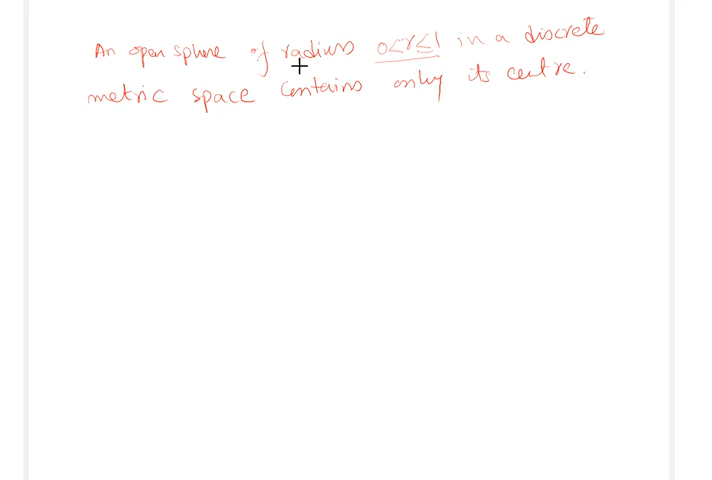 An open sphere of radius 0<r≤1 in a discrete
metric space contains only its centre.